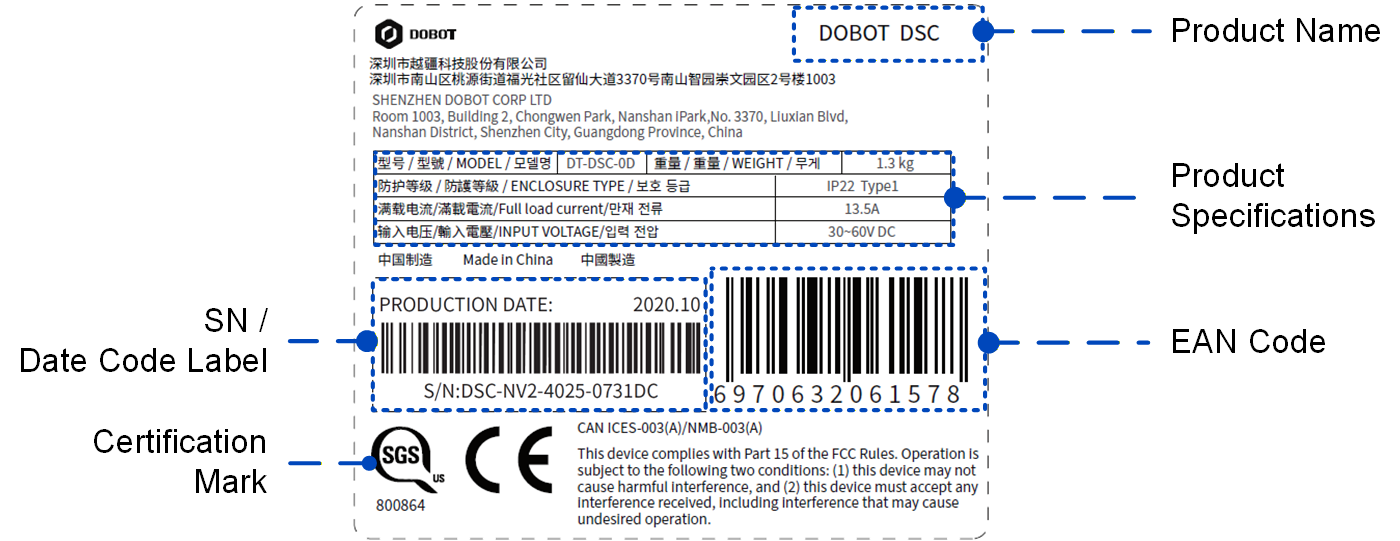 DOBOT
DOBOT DSC
Product Name
深圳市越疆科技股份有限公司
深圳市南山区桃源街道福光社区留仙大道3370号南山智园崇文园区2号楼1003
SHENZHEN DOBOT CORP LTD
Room 1003, Building 2, Chongwen Park, Nanshan iPark,No. 3370, Liuxian Blvd,
Nanshan District, Shenzhen City, Guangdong Province, China
型号 / 型號 / MODEL / 모델명 DT-DSC-0D 重量 / 重量 / WEIGHT / 무게 1.3 kg
防护等级 / 防護等級 / ENCLOSURE TYPE / 보호 등급 IP22 Type1
满载电流/滿載電流/Full load current/만재 전류 13.5A
输入电压/輸入電壓/INPUT VOLTAGE/입력 전압 30~60V DC
Product
Specifications
中国制造 Made in China 中國製造
SN /
Date Code Label
PRODUCTION DATE: 2020.10
S/N:DSC-NV2-4025-0731DC
6970632061578
EAN Code
Certification
Mark
SGS
US
800864
CE
CAN ICES-003(A)/NMB-003(A)
This device complies with Part 15 of the FCC Rules. Operation is
subject to the following two conditions: (1) this device may not
cause harmful interference, and (2) this device must accept any
interference received, including interference that may cause
undesired operation.